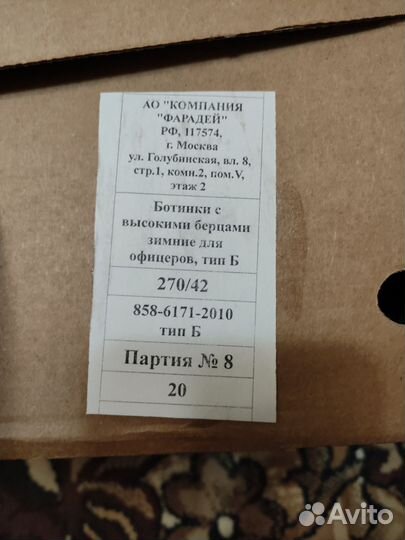 АО "КОМПАНИЯ
"ФАРАДЕЙ"
РФ, 117574,
г. Москва
ул. Голубинская, вл. 8,
стр.1, комн.2, пом.V,
этаж 2
Ботинки с
высокими берцами
зимние для
офицеров, тип Б
270/42
858-6171-2010
тип Б
Партия № 8
20
Avito